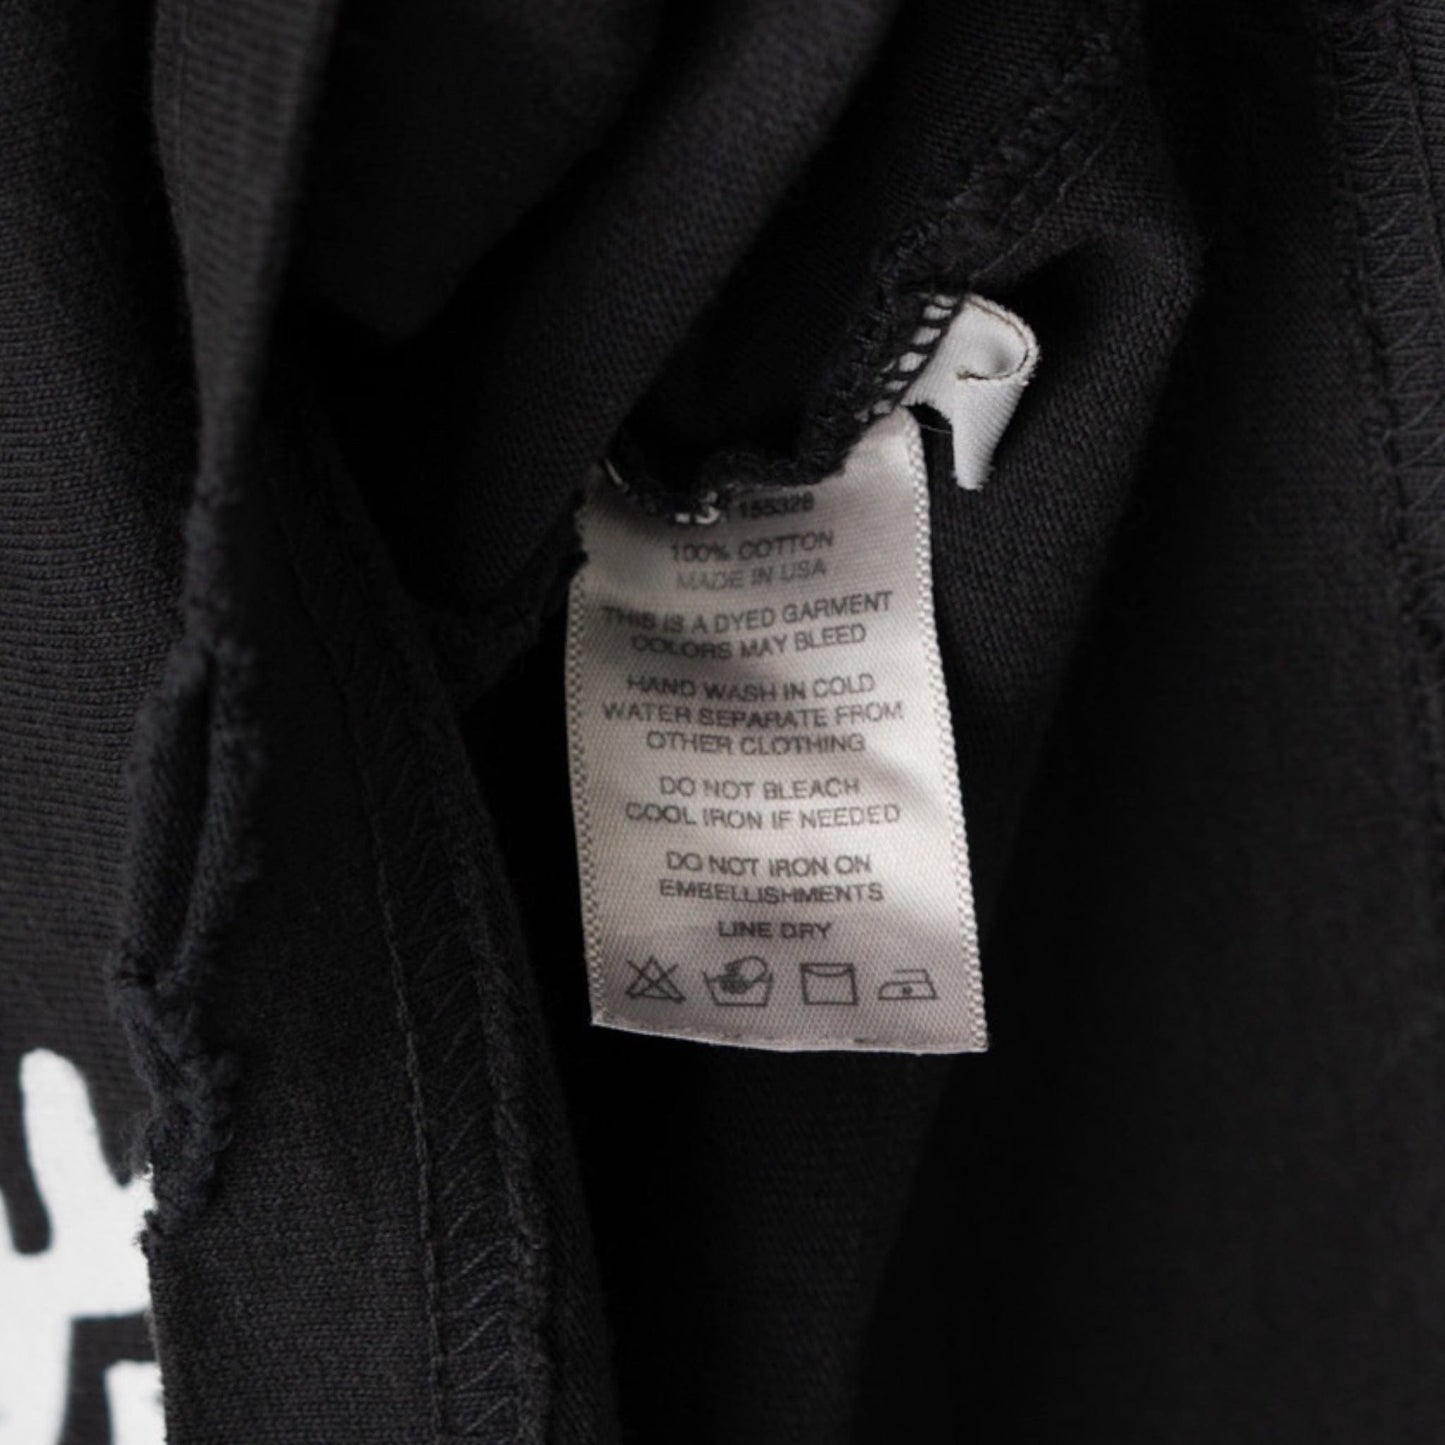 155328
100% COTTON
MADE IN USA
THIS IS A DYED GARMENT
COLORS MAY BLEED
HAND WASH IN COLD
WATER SEPARATE FROM
OTHER CLOTHING
DO NOT BLEACH
COOL IRON IF NEEDED
DO NOT IRON ON
EMBELLISHMENTS
LINE DRY